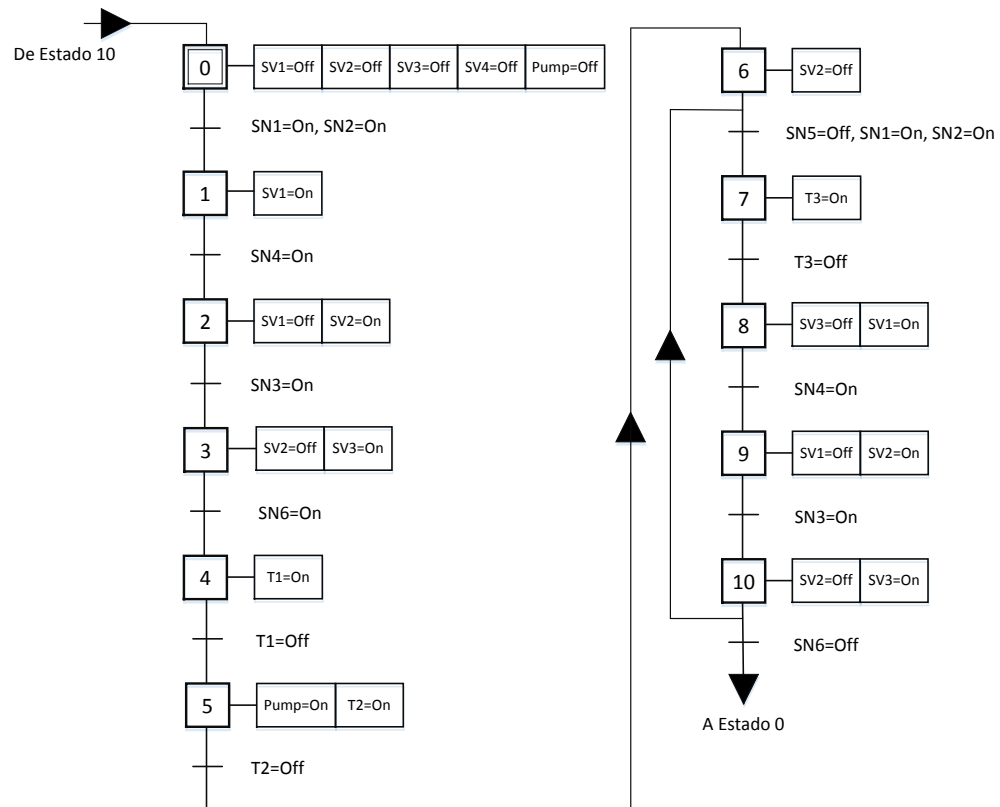 De Estado 10
0
SV1=Off SV2=Off SV3=Off SV4=Off Pump=Off
SN1=On, SN2=On
1
SV1=On
SN4=On
2
SV1=Off SV2=On
SN3=On
3
SV2=Off SV3=On
SN6=On
4
T1=On
T1=Off
5
Pump=On T2=On
T2=Off
6
SV2=Off
SN5=Off, SN1=On, SN2=On
7
T3=On
T3=Off
8
SV3=Off SV1=On
SN4=On
9
SV1=Off SV2=On
SN3=On
10
SV2=Off SV3=On
SN6=Off
A Estado 0